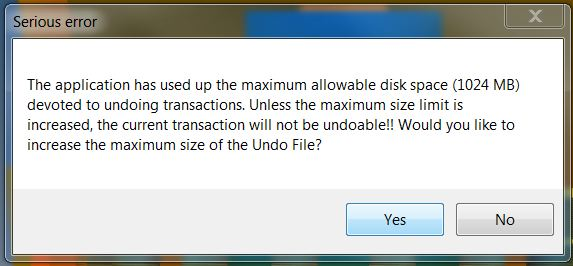 Serious error
The application has used up the maximum allowable disk space (1024 MB)
devoted to undoing transactions. Unless the maximum size limit is
increased, the current transaction will not be undoable!! Would you like to
increase the maximum size of the Undo File?
Yes
No